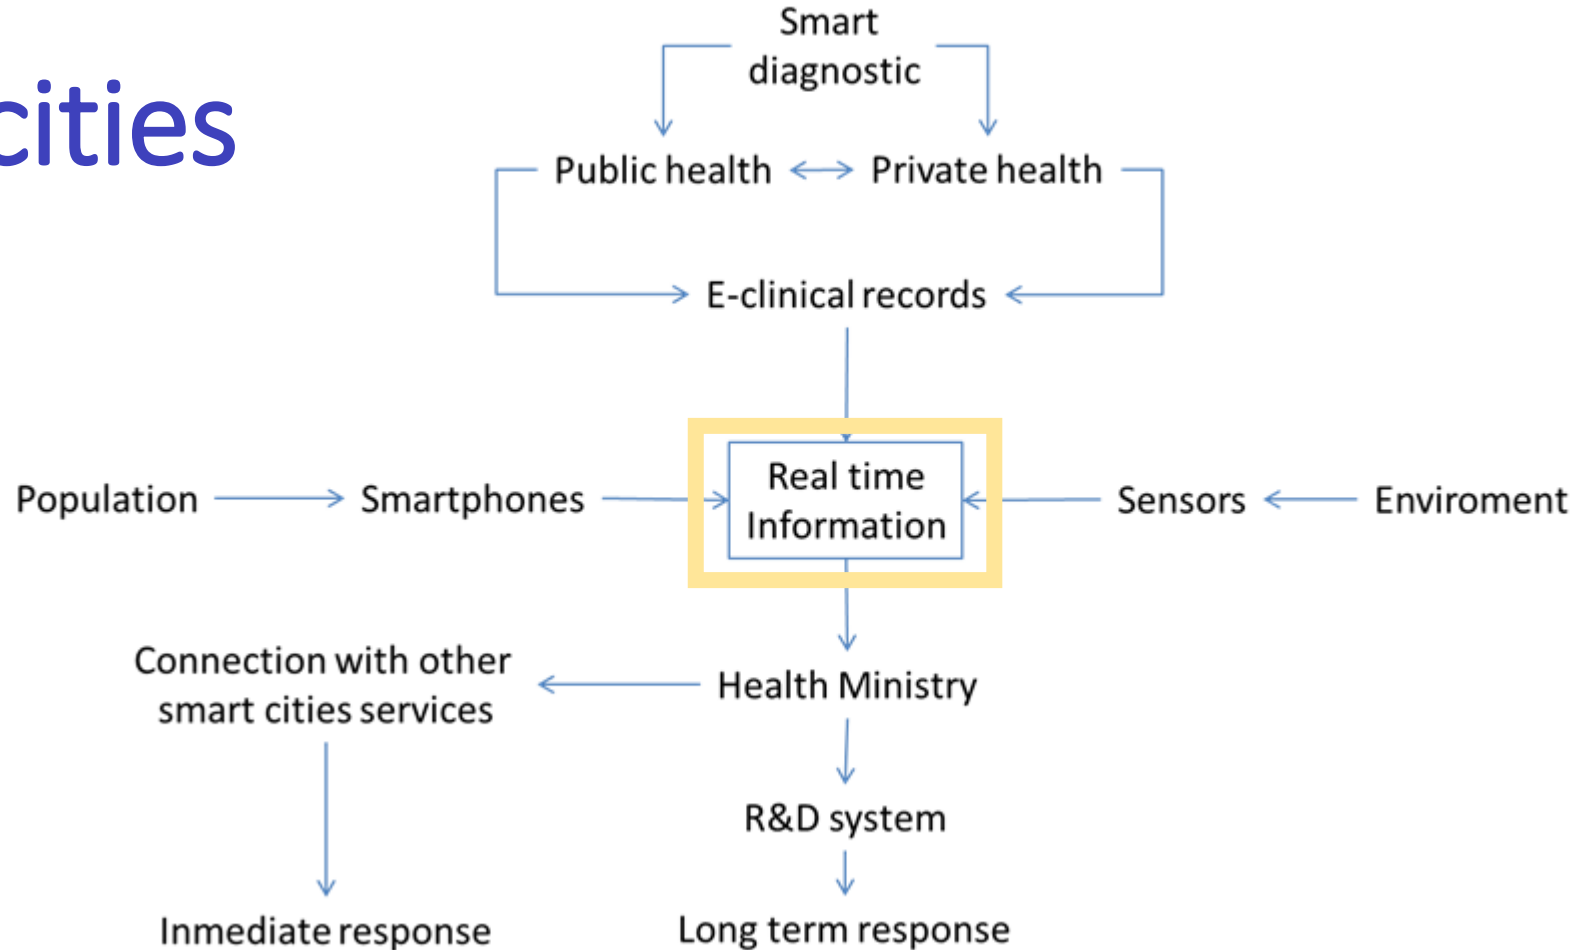 cities
Smart
diagnostic
Public health
Private health
E-clinical records
Population
Smartphones
Real time
Information
Sensors
Enviroment
Connection with other
smart cities services
Health Ministry
R&D system
Inmediate response
Long term response